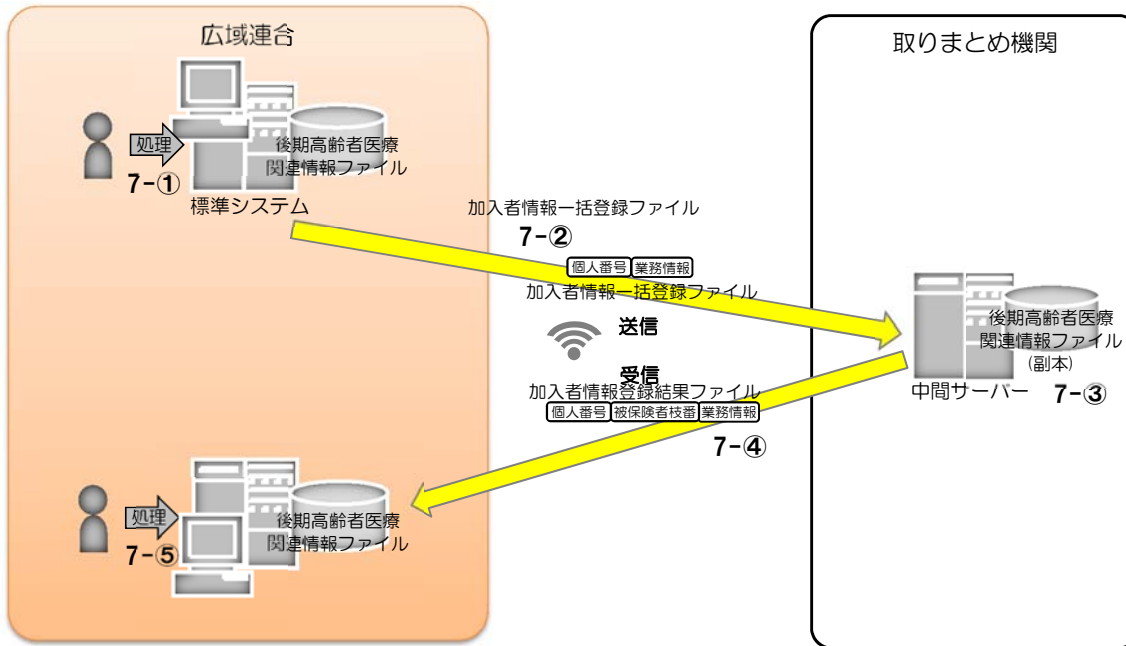 広域連合
取りまとめ機関
処理
7-①
後期高齢者医療
関連情報ファイル
標準システム
加入者情報一括登録ファイル
7-②
個人番号 業務情報
加入者情報一括登録ファイル
送信
後期高齢者医療
関連情報ファイル
(副本)
中間サーバー
7-③
受信
加入者情報登録結果ファイル
個人番号 被保険者枝番 業務情報
7-④
処理
7-⑤
後期高齢者医療
関連情報ファイル